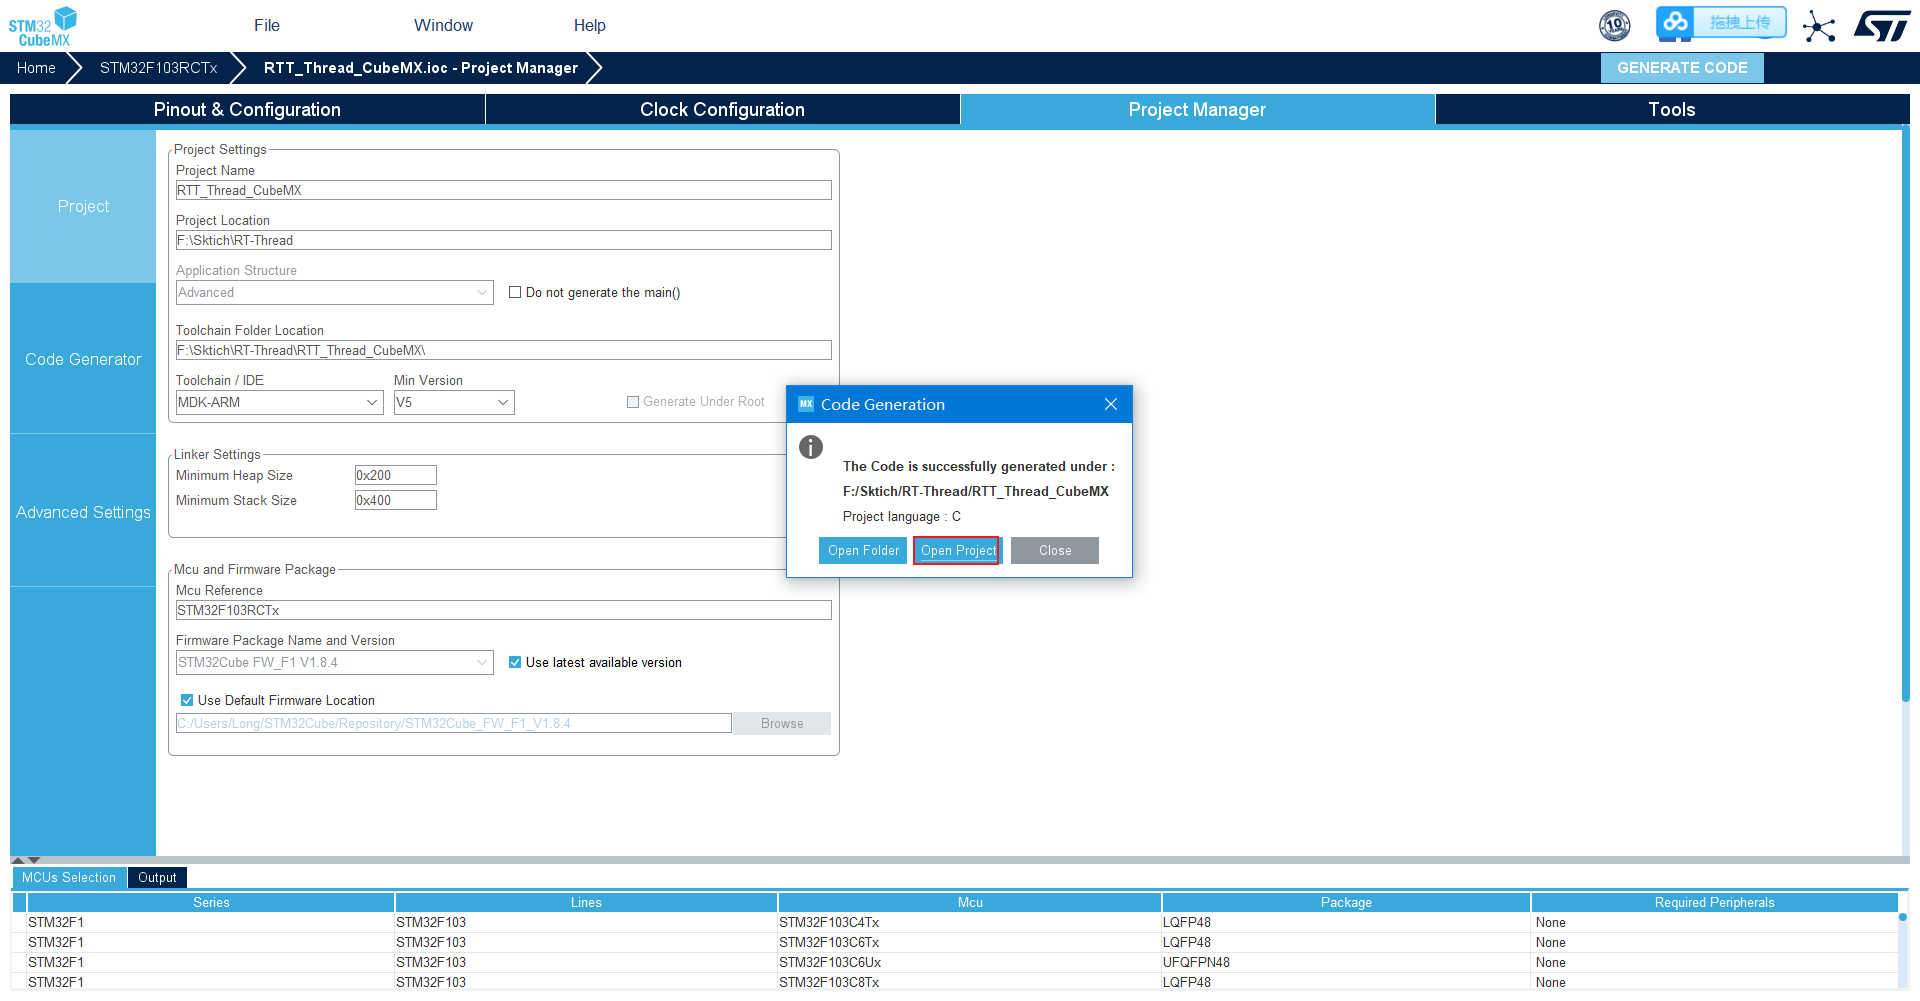 STM32
CubeMX
File
Window
Help
10
拖拽上传
Home
STM32F103RCTx
RTT_Thread_CubeMX.ioc - Project Manager
GENERATE CODE
Pinout & Configuration
Clock Configuration
Project Manager
Tools
Project
Code Generator
Advanced Settings
Project Settings
Project Name
RTT_Thread_CubeMX
Project Location
F:\Sktich\RT-Thread
Application Structure
Advanced
Do not generate the main()
Toolchain Folder Location
F:\Sktich\RT-Thread\RTT_Thread_CubeMX\
Toolchain / IDE
Min Version
MDK-ARM
V5
Generate Under Root
Linker Settings
Minimum Heap Size
0x200
Minimum Stack Size
0x400
Mcu and Firmware Package
Mcu Reference
STM32F103RCTx
Firmware Package Name and Version
STM32Cube FW_F1 V1.8.4
Use latest available version
Use Default Firmware Location
C:/Users/Long/STM32Cube/Repository/STM32Cube_FW_F1_V1.8.4
Browse
MX Code Generation
The Code is successfully generated under :
F:/Sktich/RT-Thread/RTT_Thread_CubeMX
Project language : C
Open Folder
Open Project
Close
MCUs Selection
Output
Series Lines Mcu Package Required Peripherals
STM32F1 STM32F103 STM32F103C4Tx LQFP48 None
STM32F1 STM32F103 STM32F103C6Tx LQFP48 None
STM32F1 STM32F103 STM32F103C6Ux UFQFPN48 None
STM32F1 STM32F103 STM32F103C8Tx LQFP48 None